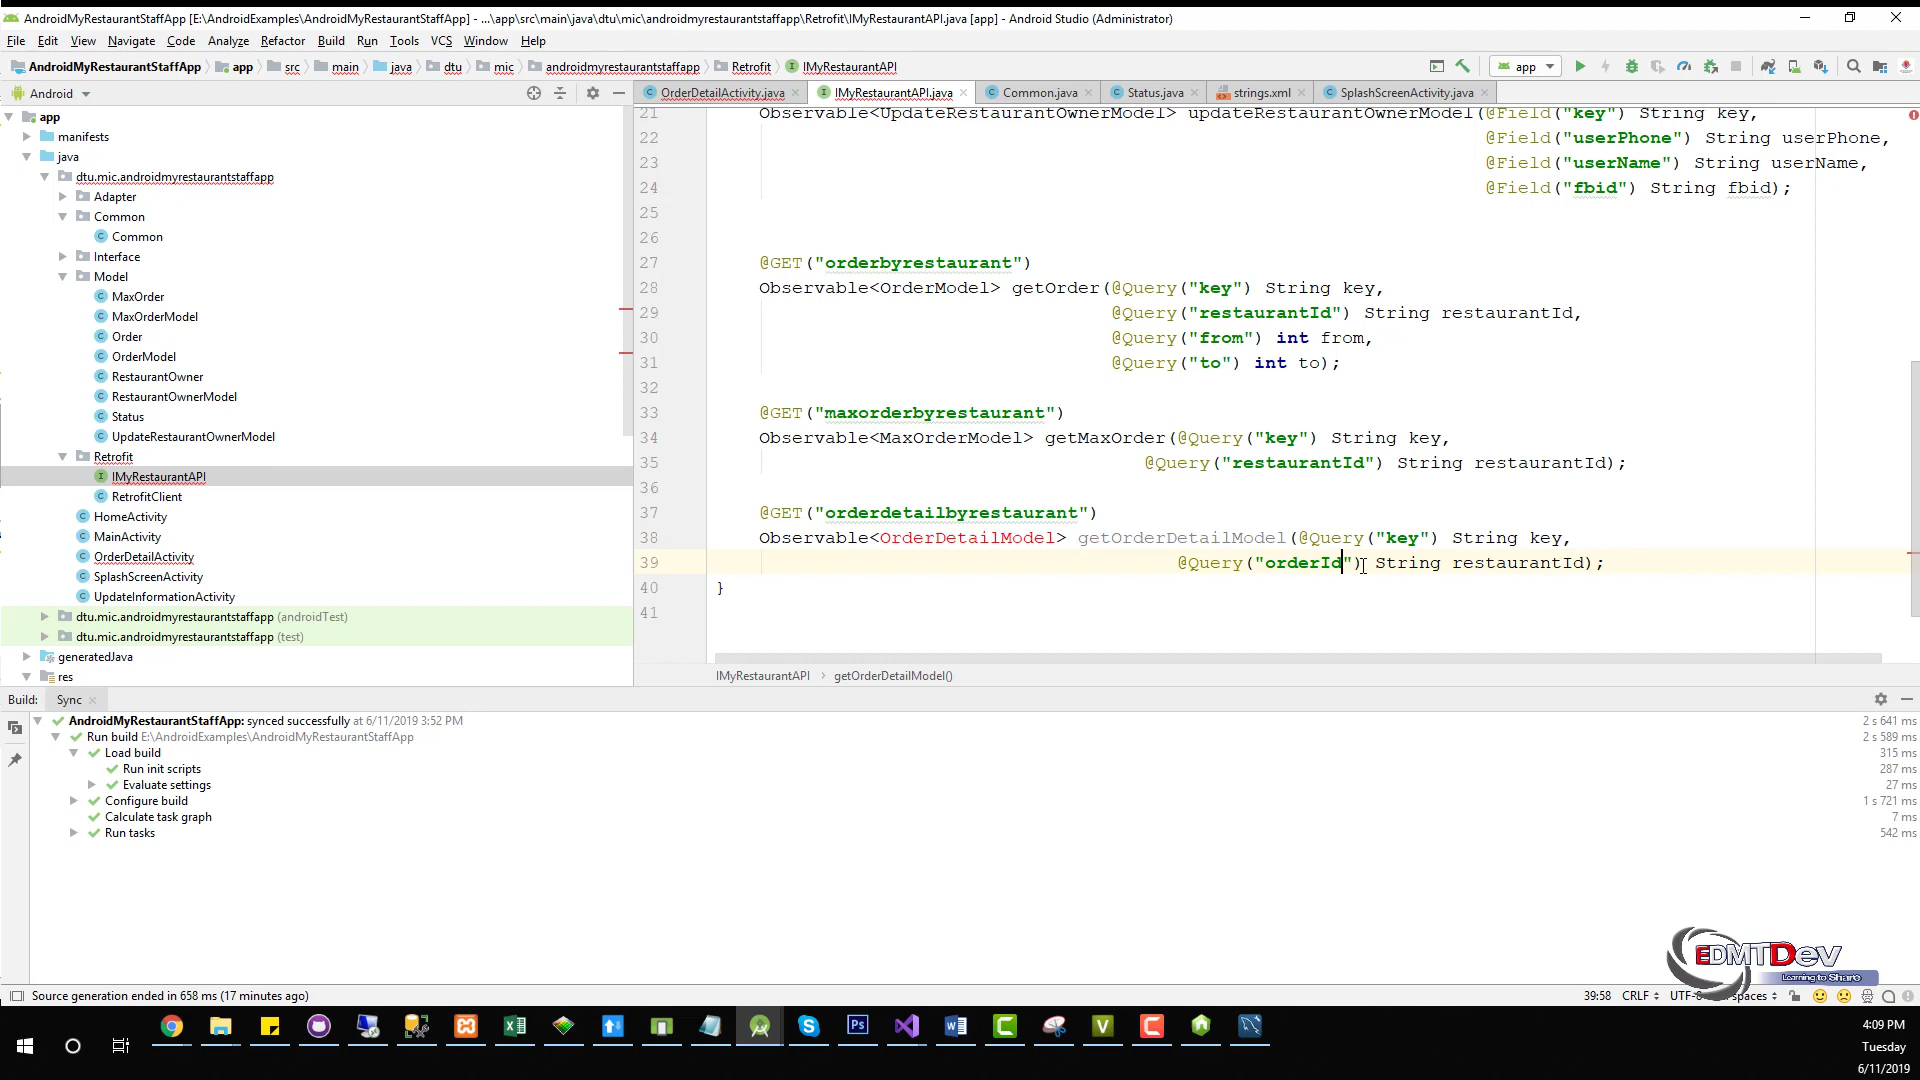 AndroidMyRestaurantStaffApp [E:\AndroidExamples\AndroidMyRestaurantStaffApp] - ...\app\src\main\java\dtu\mic\androidmyrestaurantstaffapp\Retrofit\IMyRestaurantAPI.java [app] - Android Studio (Administrator)
File Edit View Navigate Code Analyze Refactor Build Run Tools VCS Window Help
AndroidMyRestaurantStaffApp app src main java dtu mic androidmyrestaurantstaffapp Retrofit IMyRestaurantAPI app
Android
OrderDetailActivity.java IMyRestaurantAPI.java Common.java Status.java strings.xml SplashScreenActivity.java
app
manifests
java
dtu.mic.androidmyrestaurantstaffapp
Adapter
Common
Common
Interface
Model
MaxOrder
MaxOrderModel
Order
OrderModel
RestaurantOwner
RestaurantOwnerModel
Status
UpdateRestaurantOwnerModel
Retrofit
IMyRestaurantAPI
RetrofitClient
HomeActivity
MainActivity
OrderDetailActivity
SplashScreenActivity
UpdateInformationActivity
dtu.mic.androidmyrestaurantstaffapp (androidTest)
dtu.mic.androidmyrestaurantstaffapp (test)
generatedJava
res
21 Observable<UpdateRestaurantOwnerModel> updateRestaurantOwnerModel(@Field("key") String key,
22 @Field("userPhone") String userPhone,
23 @Field("userName") String userName,
24 @Field("fbid") String fbid);
25
26
27 @GET("orderbyrestaurant")
28 Observable<OrderModel> getOrder(@Query("key") String key,
29 @Query("restaurantId") String restaurantId,
30 @Query("from") int from,
31 @Query("to") int to);
32
33 @GET("maxorderbyrestaurant")
34 Observable<MaxOrderModel> getMaxOrder(@Query("key") String key,
35 @Query("restaurantId") String restaurantId);
36
37 @GET("orderdetailbyrestaurant")
38 Observable<OrderDetailModel> getOrderDetailModel(@Query("key") String key,
39 @Query("orderId") String restaurantId);
40 }
41
IMyRestaurantAPI › getOrderDetailModel()
Build: Sync
AndroidMyRestaurantStaffApp: synced successfully at 6/11/2019 3:52 PM 2 s 641 ms
Run build E:\AndroidExamples\AndroidMyRestaurantStaffApp 2 s 589 ms
Load build 315 ms
Run init scripts 287 ms
Evaluate settings 27 ms
Configure build 1 s 721 ms
Calculate task graph 7 ms
Run tasks 542 ms
EDMTDev
Learning to Share
Source generation ended in 658 ms (17 minutes ago) 39:58 CRLF UTF-8 spaces
4:09 PM
Tuesday
6/11/2019